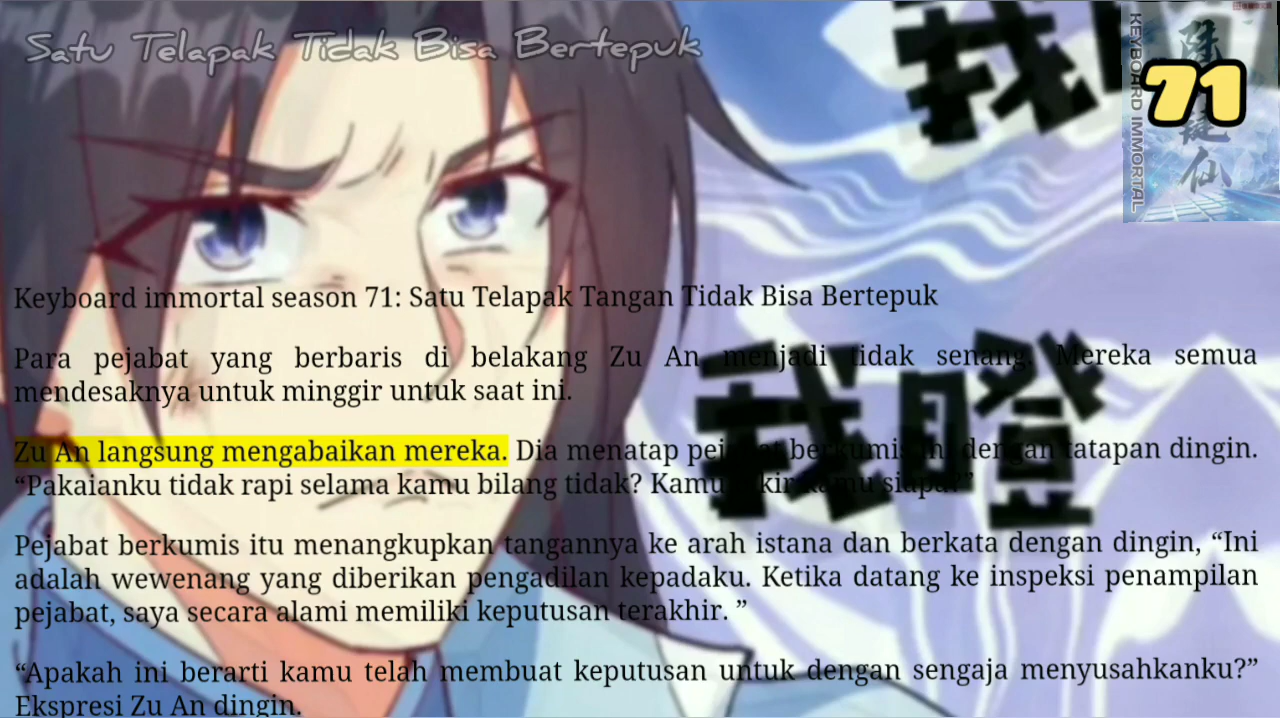 Satu Telapak Tidak Bisa Bertepuk
我
71
KEYBOARD IMMORTAL
仙
Keyboard immortal season 71: Satu Telapak Tangan Tidak Bisa Bertepuk
Para pejabat yang berbaris di belakang Zu An menjadi tidak senang. Mereka semua
mendesaknya untuk minggir untuk saat ini.
我瞪
Zu An langsung mengabaikan mereka. Dia menatap pejabat berkumis itu dengan tatapan dingin.
“Pakaianku tidak rapi selama kamu bilang tidak? Kamu pikir kamu siapa?”
Pejabat berkumis itu menangkupkan tangannya ke arah istana dan berkata dengan dingin, “Ini
adalah wewenang yang diberikan pengadilan kepadaku. Ketika datang ke inspeksi penampilan
pejabat, saya secara alami memiliki keputusan terakhir. ”
“Apakah ini berarti kamu telah membuat keputusan untuk dengan sengaja menyusahkanku?”
Ekspresi Zu An dingin.